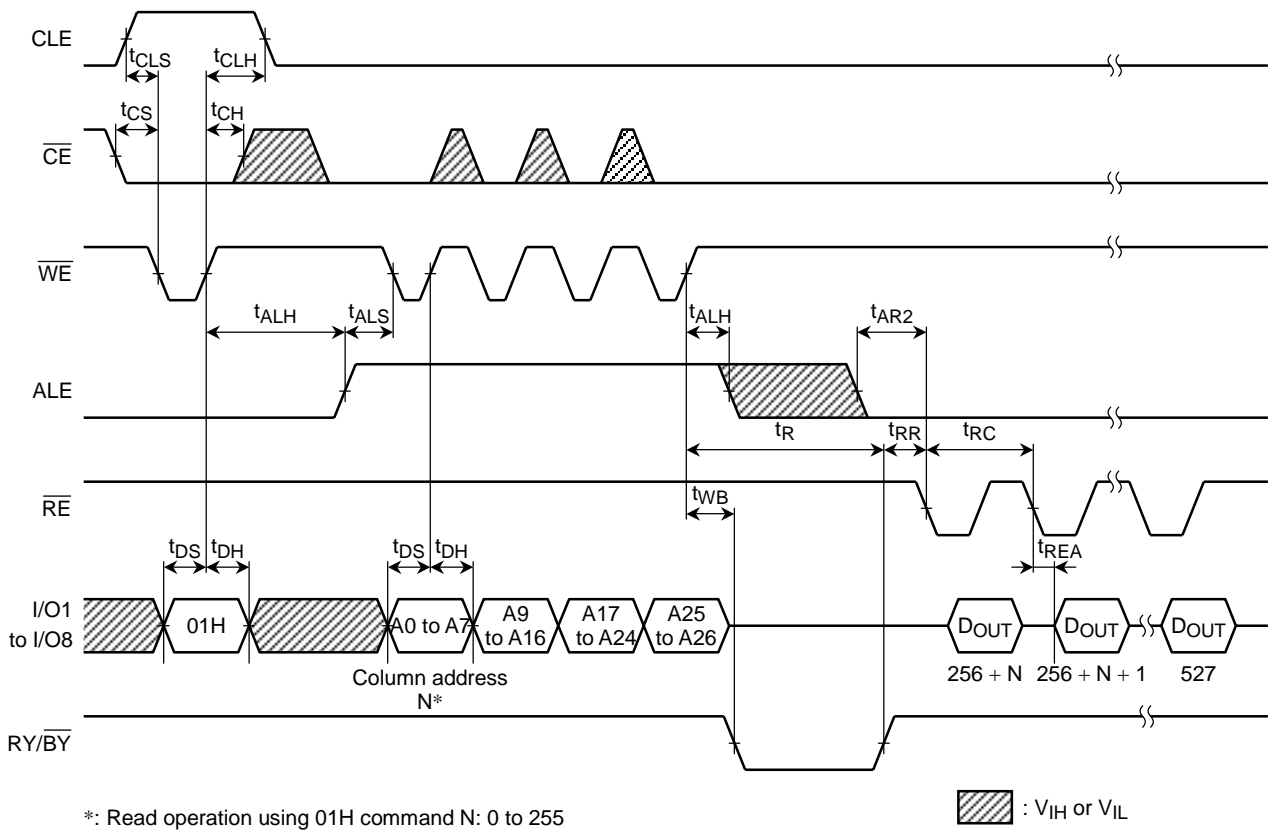 CLE
tCLS
tCLH
tCS
tCH
CE
WE
tALH
tALS
tALH
tAR2
ALE
tR
tRR
tRC
RE
tWB
tDS
tDH
tDS
tDH
tREA
I/O1
to I/O8
01H
A0 to A7
A9
to A16
A17
to A24
A25
to A26
DOUT
DOUT
DOUT
Column address
N*
256 + N
256 + N + 1
527
RY/BY
*: Read operation using 01H command N: 0 to 255
: VIH or VIL